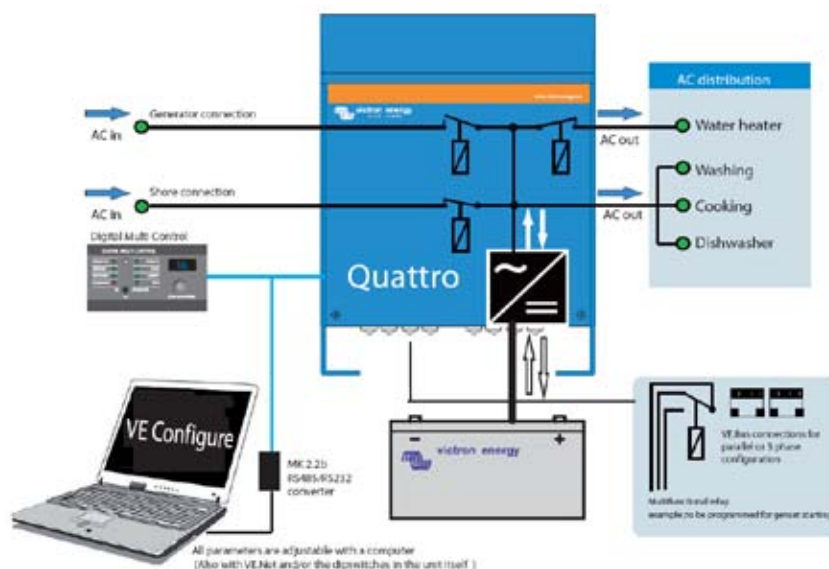 AC distribution
Generator connection
victron energy
AC in
AC out
Water heater
Shore connection
Washing
AC in
AC out
Cooking
Digital Multi Control
Dishwasher
Quattro
VE Configure
MK 2.2b
RS485/RS232
converter
- +
victron energy
VE.Bus connections for
parallel or 3 phase
configuration
Multifunctional relay
example: to be programmed for genset starting
All parameters are adjustable with a computer
(Also with VE.Net and/or the dipswitches in the unit itself )